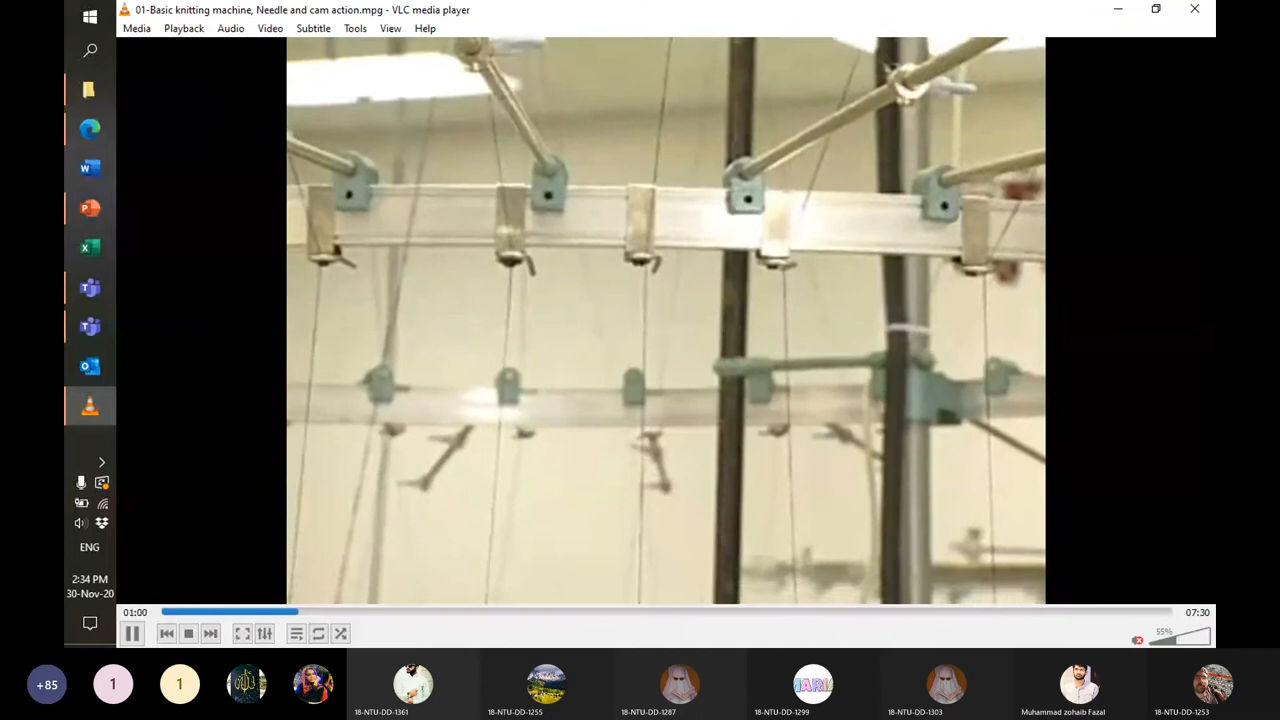 01-Basic knitting machine, Needle and cam action.mpg - VLC media player
Media Playback Audio Video Subtitle Tools View Help
ENG
2:34 PM
30-Nov-20
01:00
07:30
55%
+85
1
1
18-NTU-DD-1361
18-NTU-DD-1255
18-NTU-DD-1287
18-NTU-DD-1299
18-NTU-DD-1303
Muhammad zohaib Fazal
18-NTU-DD-1253